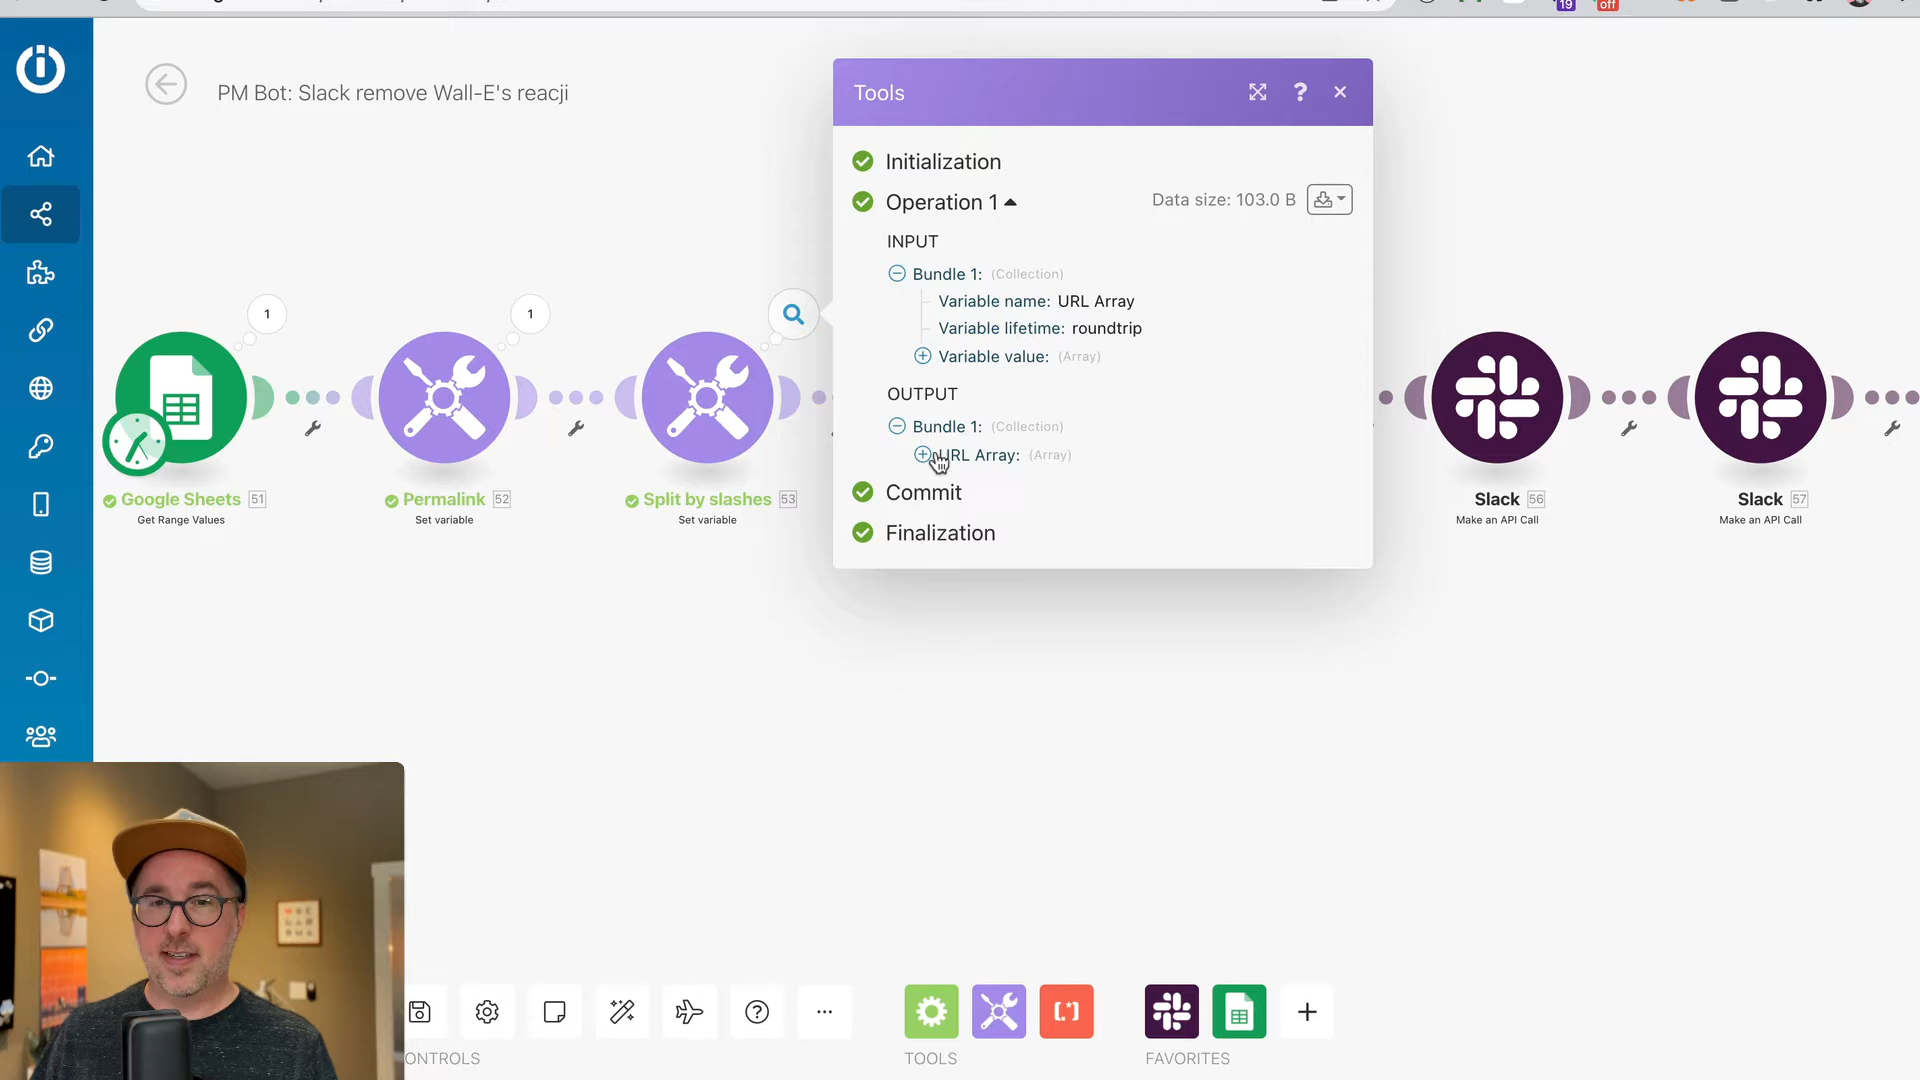 19
off
PM Bot: Slack remove Wall-E's reacji
Tools
?
Initialization
Operation 1
Data size: 103.0 B
INPUT
Bundle 1: (Collection)
Variable name: URL Array
Variable lifetime: roundtrip
Variable value: (Array)
OUTPUT
Bundle 1: (Collection)
URL Array: (Array)
Commit
Finalization
1
1
Google Sheets 51
Get Range Values
Permalink 52
Set variable
Split by slashes 53
Set variable
Slack 56
Make an API Call
Slack 57
Make an API Call
ONTROLS
TOOLS
FAVORITES